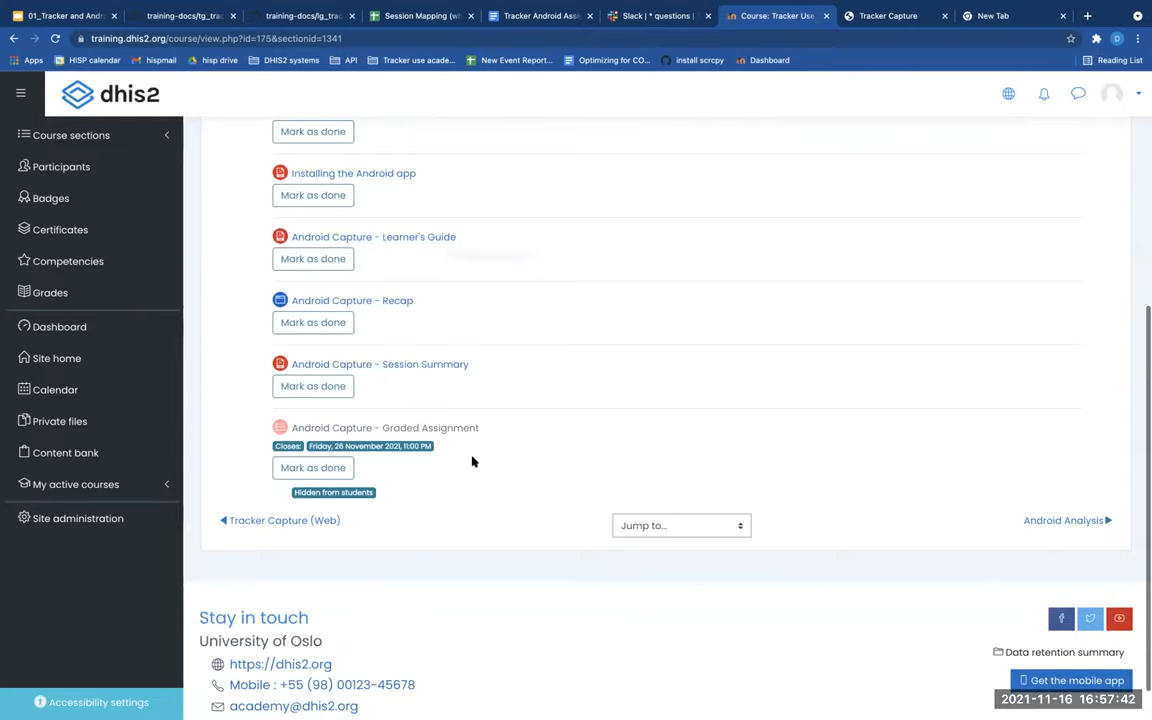 01_Tracker and Andro
training-docs/tg_trac
training-docs/lg_trac
Session Mapping (wh
Tracker Android Assi
Slack | * questions |
Course: Tracker Use
Tracker Capture
New Tab
training.dhis2.org/course/view.php?id=175&sectionid=1341
D
Apps
HISP calendar
hispmail
hisp drive
DHIS2 systems
API
Tracker use acade...
New Event Report...
Optimizing for CO...
install scrcpy
Dashboard
Reading List
dhis2
Course sections
Participants
Badges
Certificates
Competencies
Grades
Dashboard
Site home
Calendar
Private files
Content bank
My active courses
Site administration
Accessibility settings
Mark as done
Installing the Android app
Mark as done
Android Capture - Learner's Guide
Mark as done
Android Capture - Recap
Mark as done
Android Capture - Session Summary
Mark as done
Android Capture - Graded Assignment
Closes: Friday, 26 November 2021, 11:00 PM
Mark as done
Hidden from students
Tracker Capture (Web)
Jump to...
Android Analysis
Stay in touch
University of Oslo
https://dhis2.org
Mobile : +55 (98) 00123-45678
academy@dhis2.org
Data retention summary
Get the mobile app
2021-11-16 16:57:42